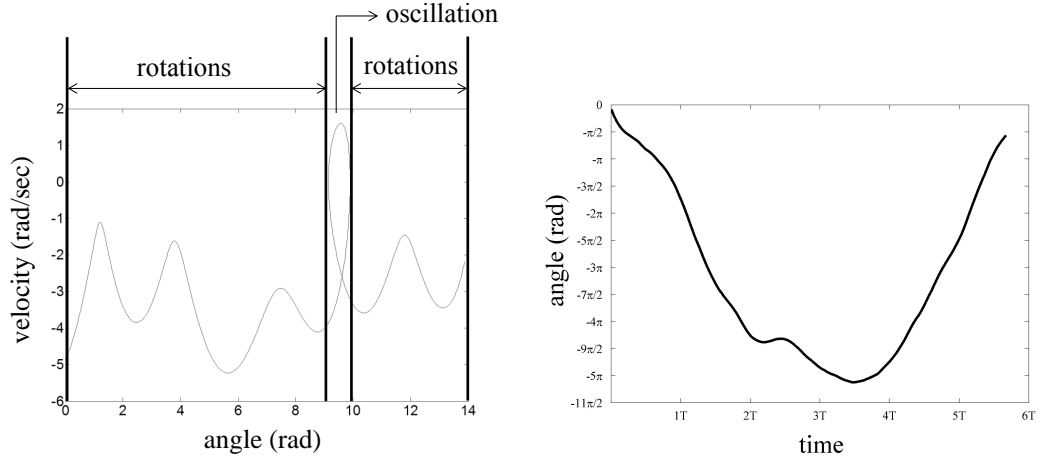 oscillation
rotations
rotations
2
1
0
-1
-2
-3
-4
-5
-6
velocity (rad/sec)
0 2 4 6 8 10 12 14
angle (rad)
0
-π/2
-π
-3π/2
-2π
-5π/2
-3π
-7π/2
-4π
-9π/2
-5π
-11π/2
angle (rad)
1T 2T 3T 4T 5T 6T
time